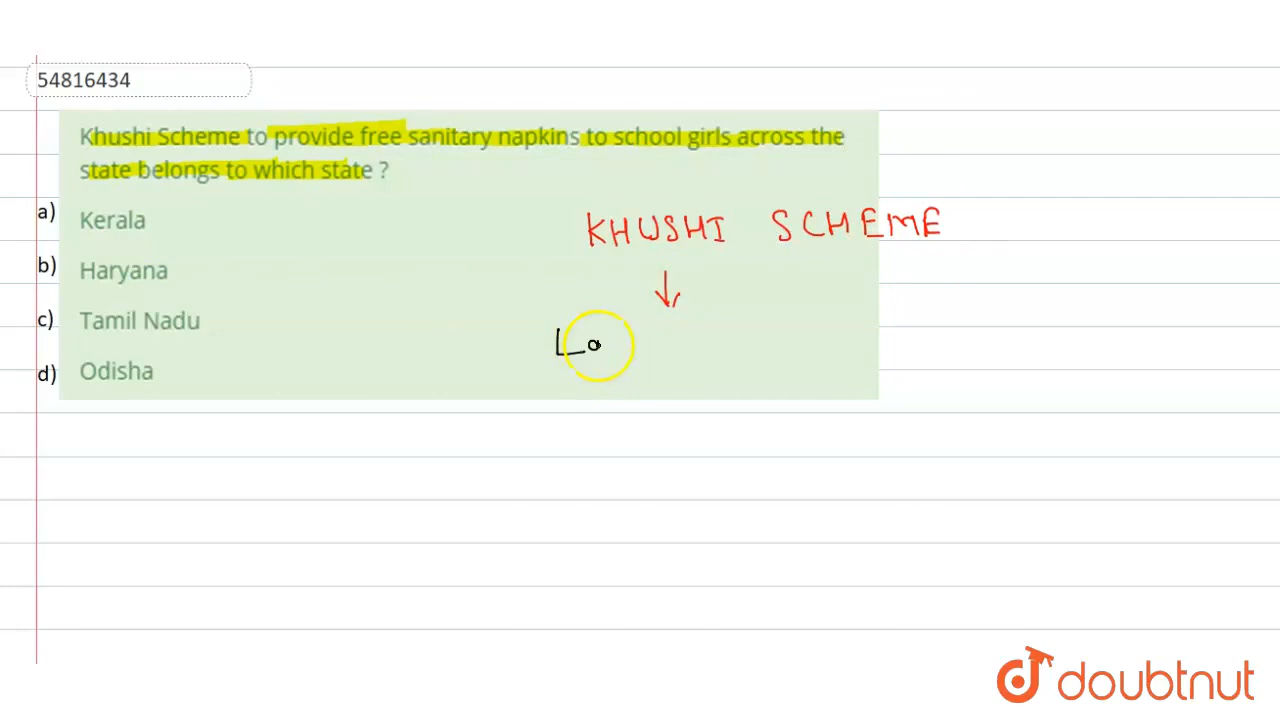 54816434
Khushi Scheme to provide free sanitary napkins to school girls across the
state belongs to which state ?
a) Kerala
b) Haryana
c) Tamil Nadu
d) Odisha
KHUSHI SCHEME
La
doubtnut